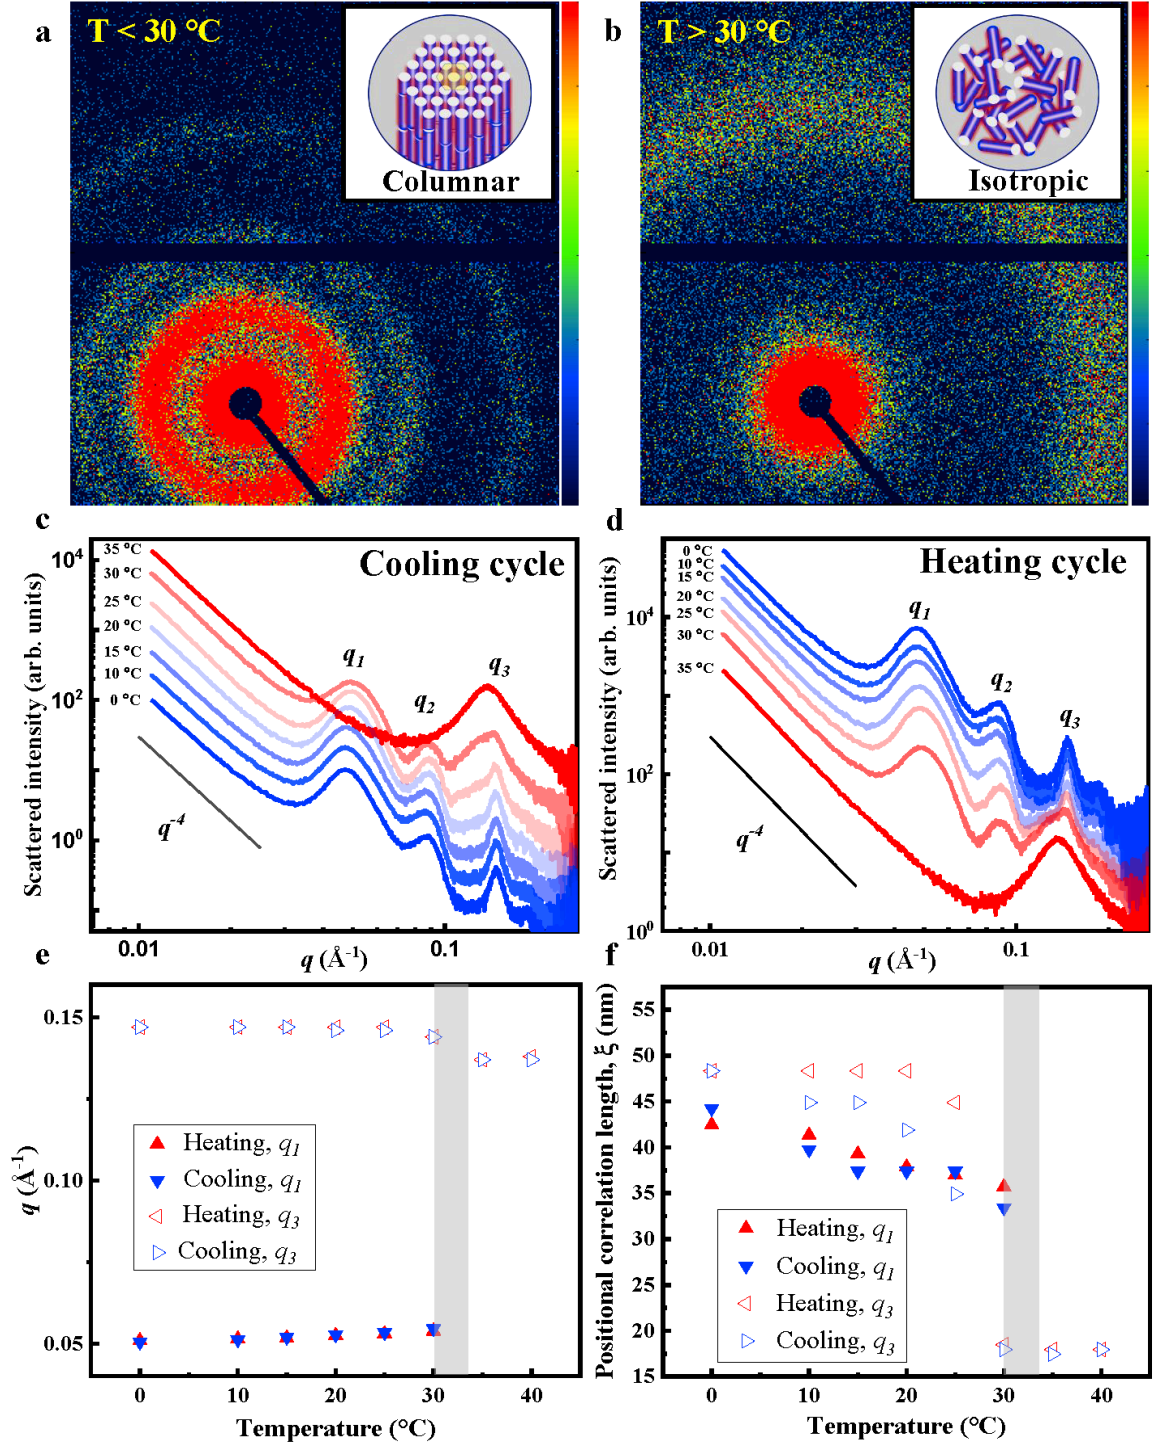 a
T < 30 °C
Columnar
b
T > 30 °C
Isotropic
c
Cooling cycle
35 °C
30 °C
25 °C
20 °C
15 °C
10 °C
0 °C
q1
q2
q3
q-4
10^4
10^2
10^0
Scattered intensity (arb. units)
0.01
0.1
q (Å-1)
d
Heating cycle
0 °C
10 °C
15 °C
20 °C
25 °C
30 °C
35 °C
q1
q2
q3
q-4
10^4
10^2
10^0
Scattered intensity (arb. units)
0.01
0.1
q (Å-1)
e
0.15
0.10
0.05
q (Å-1)
Heating, q1
Cooling, q1
Heating, q3
Cooling, q3
0
10
20
30
40
Temperature (°C)
f
55
50
45
40
35
30
25
20
15
Positional correlation length, ξ (nm)
Heating, q1
Cooling, q1
Heating, q3
Cooling, q3
0
10
20
30
40
Temperature (°C)